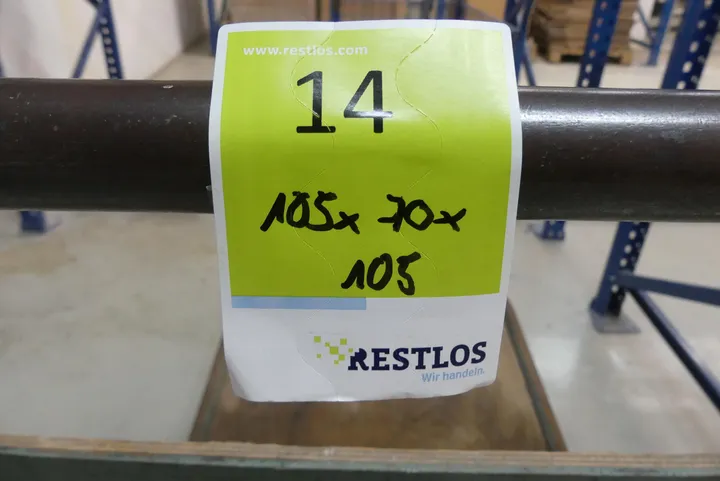 www.restlos.com
14
105x 70x
105
RESTLOS
Wir handeln.